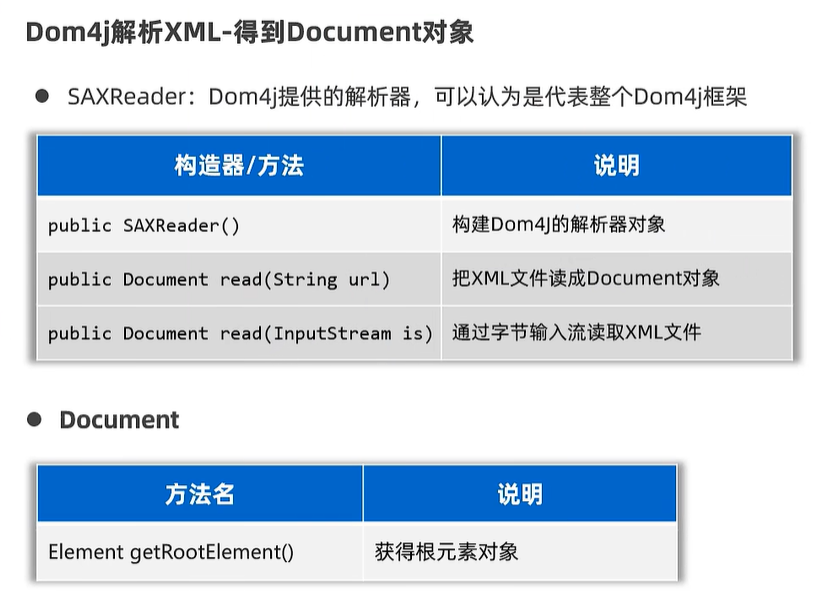 Dom4j解析XML-得到Document对象
● SAXReader：Dom4j提供的解析器，可以认为是代表整个Dom4j框架
构造器/方法 说明
public SAXReader() 构建Dom4J的解析器对象
public Document read(String url) 把XML文件读成Document对象
public Document read(InputStream is) 通过字节输入流读取XML文件
● Document
方法名 说明
Element getRootElement() 获得根元素对象